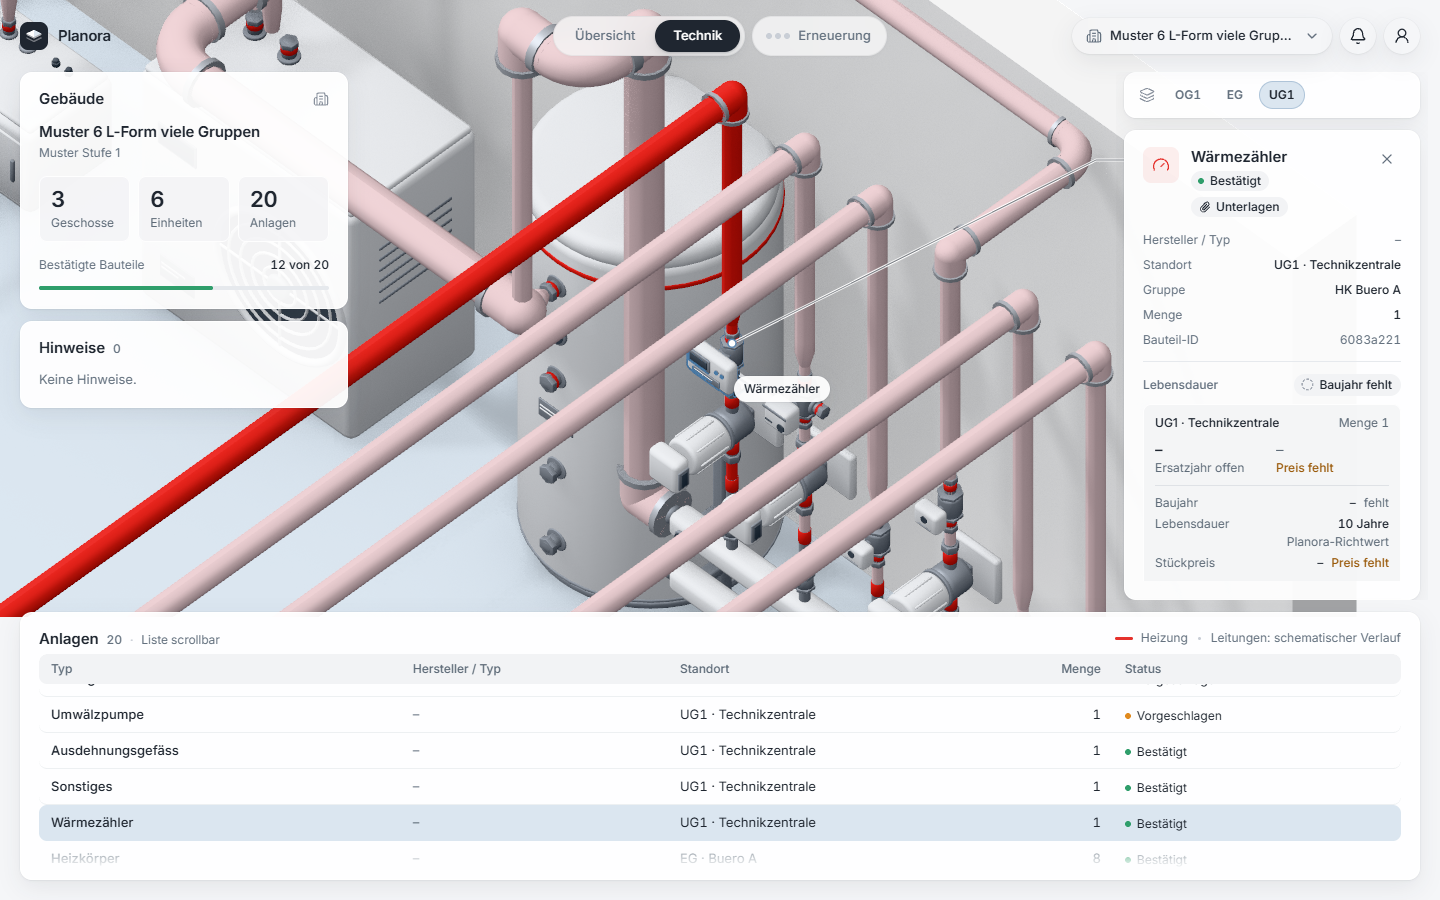 Planora
Übersicht
Technik
Erneuerung
Muster 6 L-Form viele Grup...
Gebäude
Muster 6 L-Form viele Gruppen
Muster Stufe 1
3
Geschosse
6
Einheiten
20
Anlagen
Bestätigte Bauteile
12 von 20
Hinweise 0
Keine Hinweise.
OG1
EG
UG1
Wärmezähler
Bestätigt
Unterlagen
Hersteller / Typ –
Standort UG1 · Technikzentrale
Gruppe HK Buero A
Menge 1
Bauteil-ID 6083a221
Lebensdauer Baujahr fehlt
UG1 · Technikzentrale Menge 1
– –
Ersatzjahr offen Preis fehlt
Baujahr – fehlt
Lebensdauer 10 Jahre
Planora-Richtwert
Stückpreis – Preis fehlt
Wärmezähler
Anlagen 20 · Liste scrollbar
Heizung · Leitungen: schematischer Verlauf
Typ Hersteller / Typ Standort Menge Status
Umwälzpumpe – UG1 · Technikzentrale 1 Vorgeschlagen
Ausdehnungsgefäss – UG1 · Technikzentrale 1 Bestätigt
Sonstiges – UG1 · Technikzentrale 1 Bestätigt
Wärmezähler – UG1 · Technikzentrale 1 Bestätigt
Heizkörper – EG · Buero A 8 Bestätigt